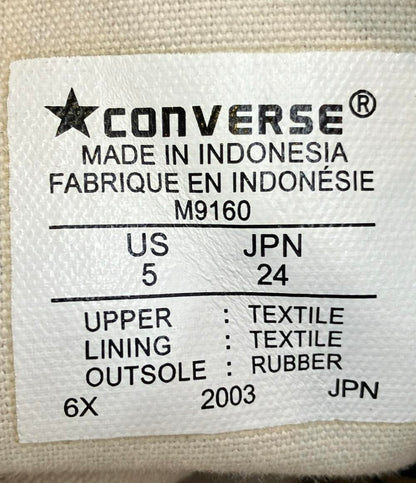 ★CONVERSE®
MADE IN INDONESIA
FABRIQUE EN INDONÉSIE
M9160
US JPN
5 24
UPPER : TEXTILE
LINING : TEXTILE
OUTSOLE : RUBBER
6X 2003 JPN